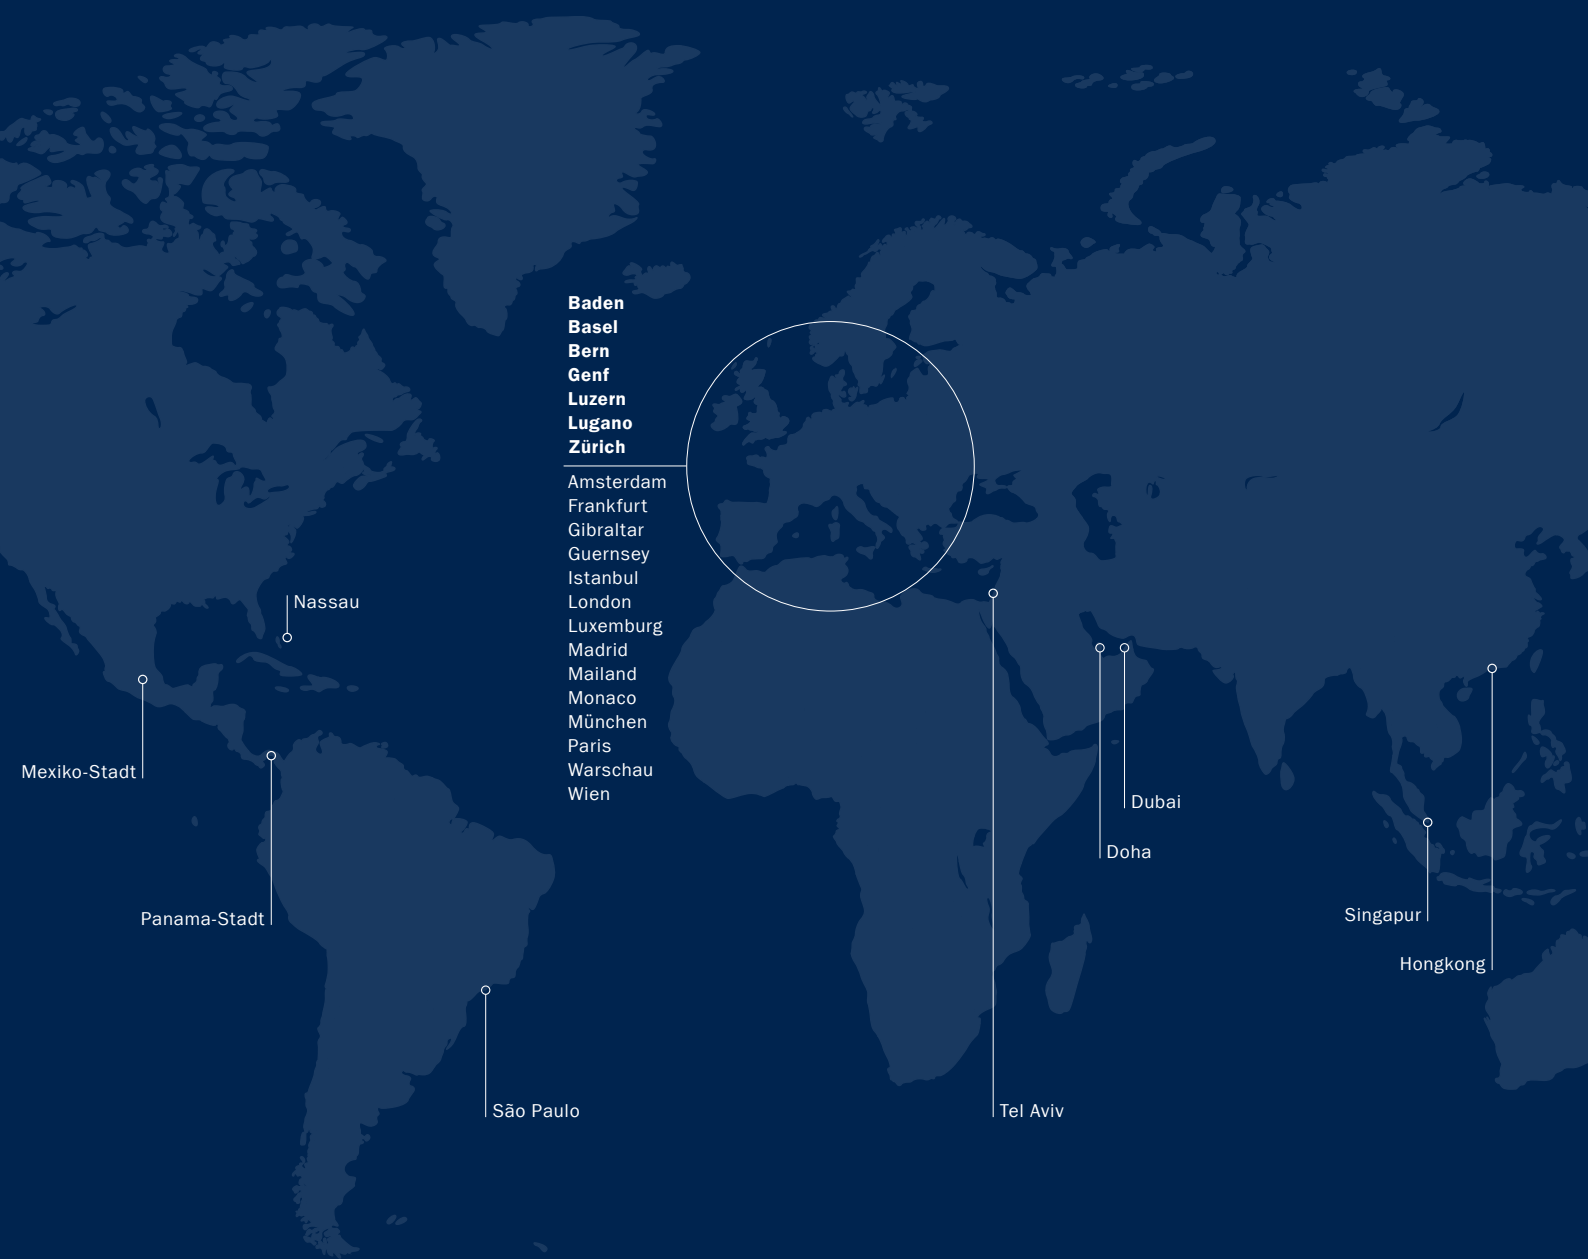 Baden
Basel
Bern
Genf
Luzern
Lugano
Zürich
Amsterdam
Frankfurt
Gibraltar
Guernsey
Istanbul
London
Luxemburg
Madrid
Mailand
Monaco
München
Paris
Warschau
Wien
Nassau
Mexiko-Stadt
Panama-Stadt
São Paulo
Tel Aviv
Dubai
Doha
Singapur
Hongkong